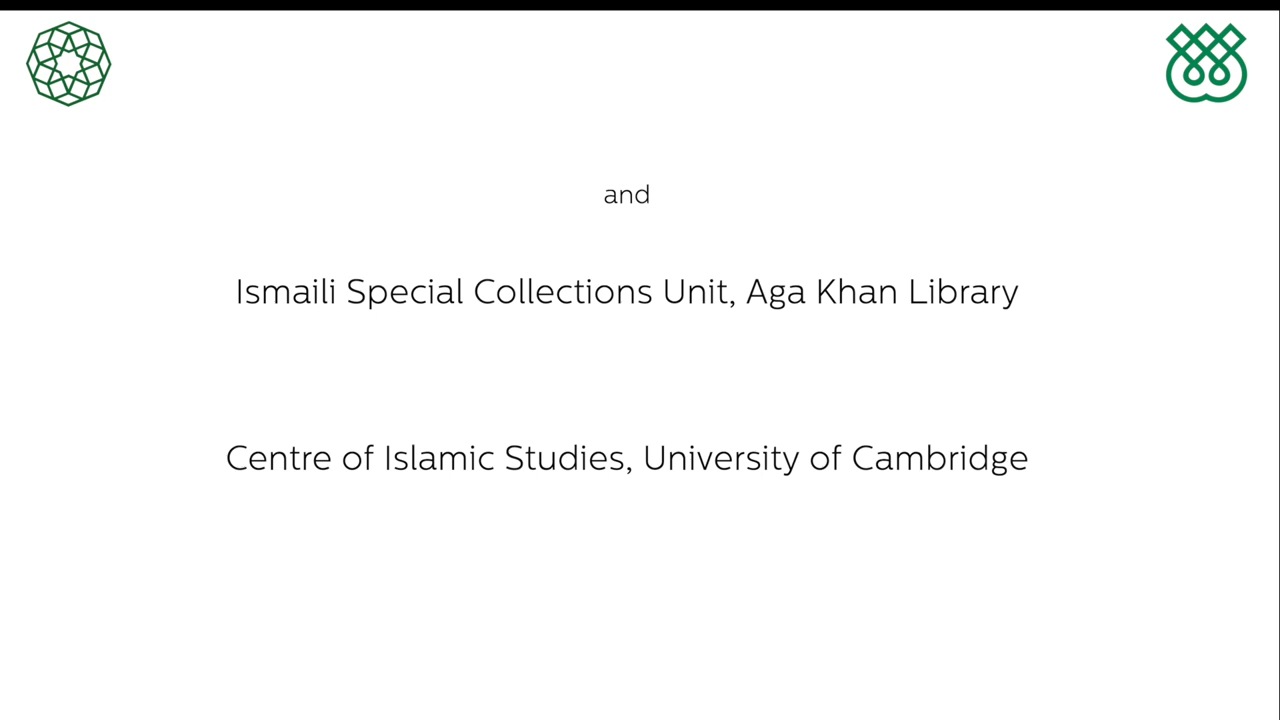 and
Ismaili Special Collections Unit, Aga Khan Library
Centre of Islamic Studies, University of Cambridge